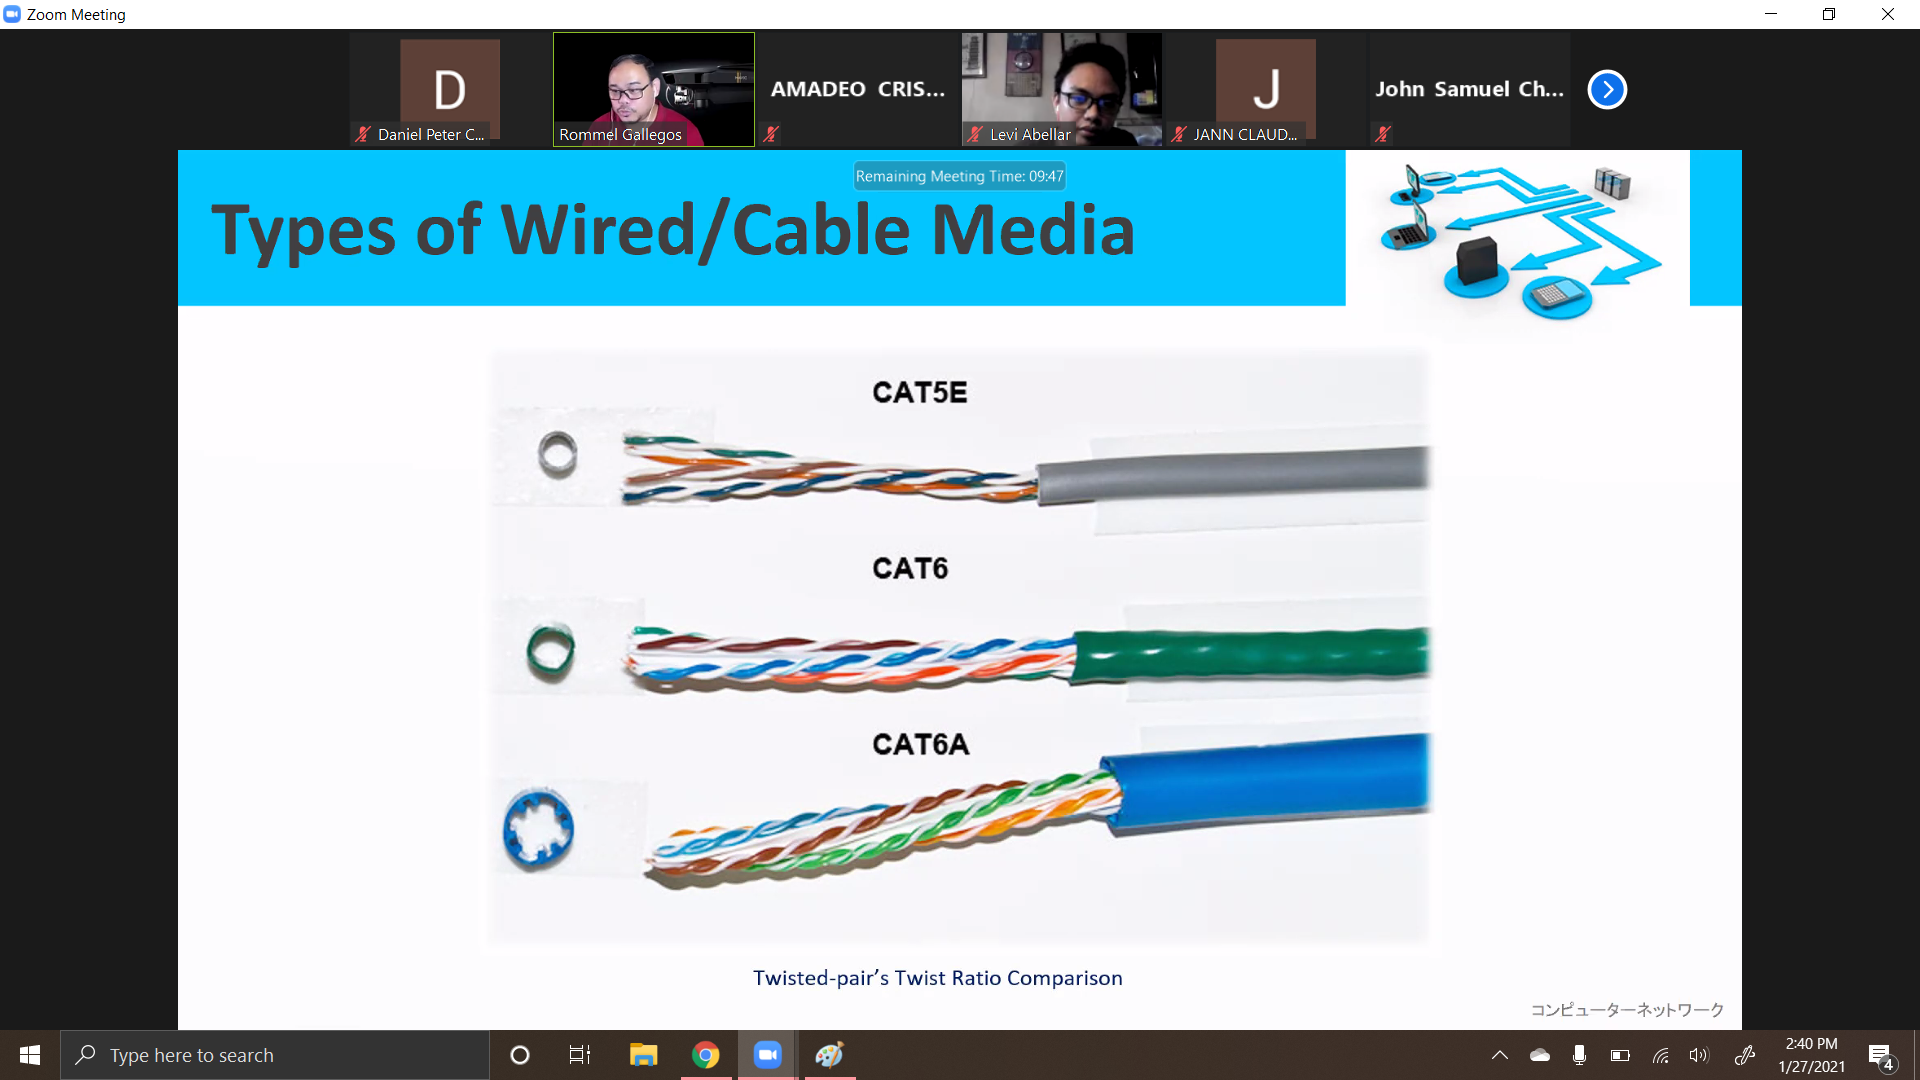 Zoom Meeting
D
Daniel Peter C...
Rommel Gallegos
AMADEO CRIS...
Levi Abellar
J
JANN CLAUD...
John Samuel Ch...
Remaining Meeting Time: 09:47
Types of Wired/Cable Media
CAT5E
CAT6
CAT6A
Twisted-pair’s Twist Ratio Comparison
コンピューターネットワーク
Type here to search
2:40 PM
1/27/2021
4